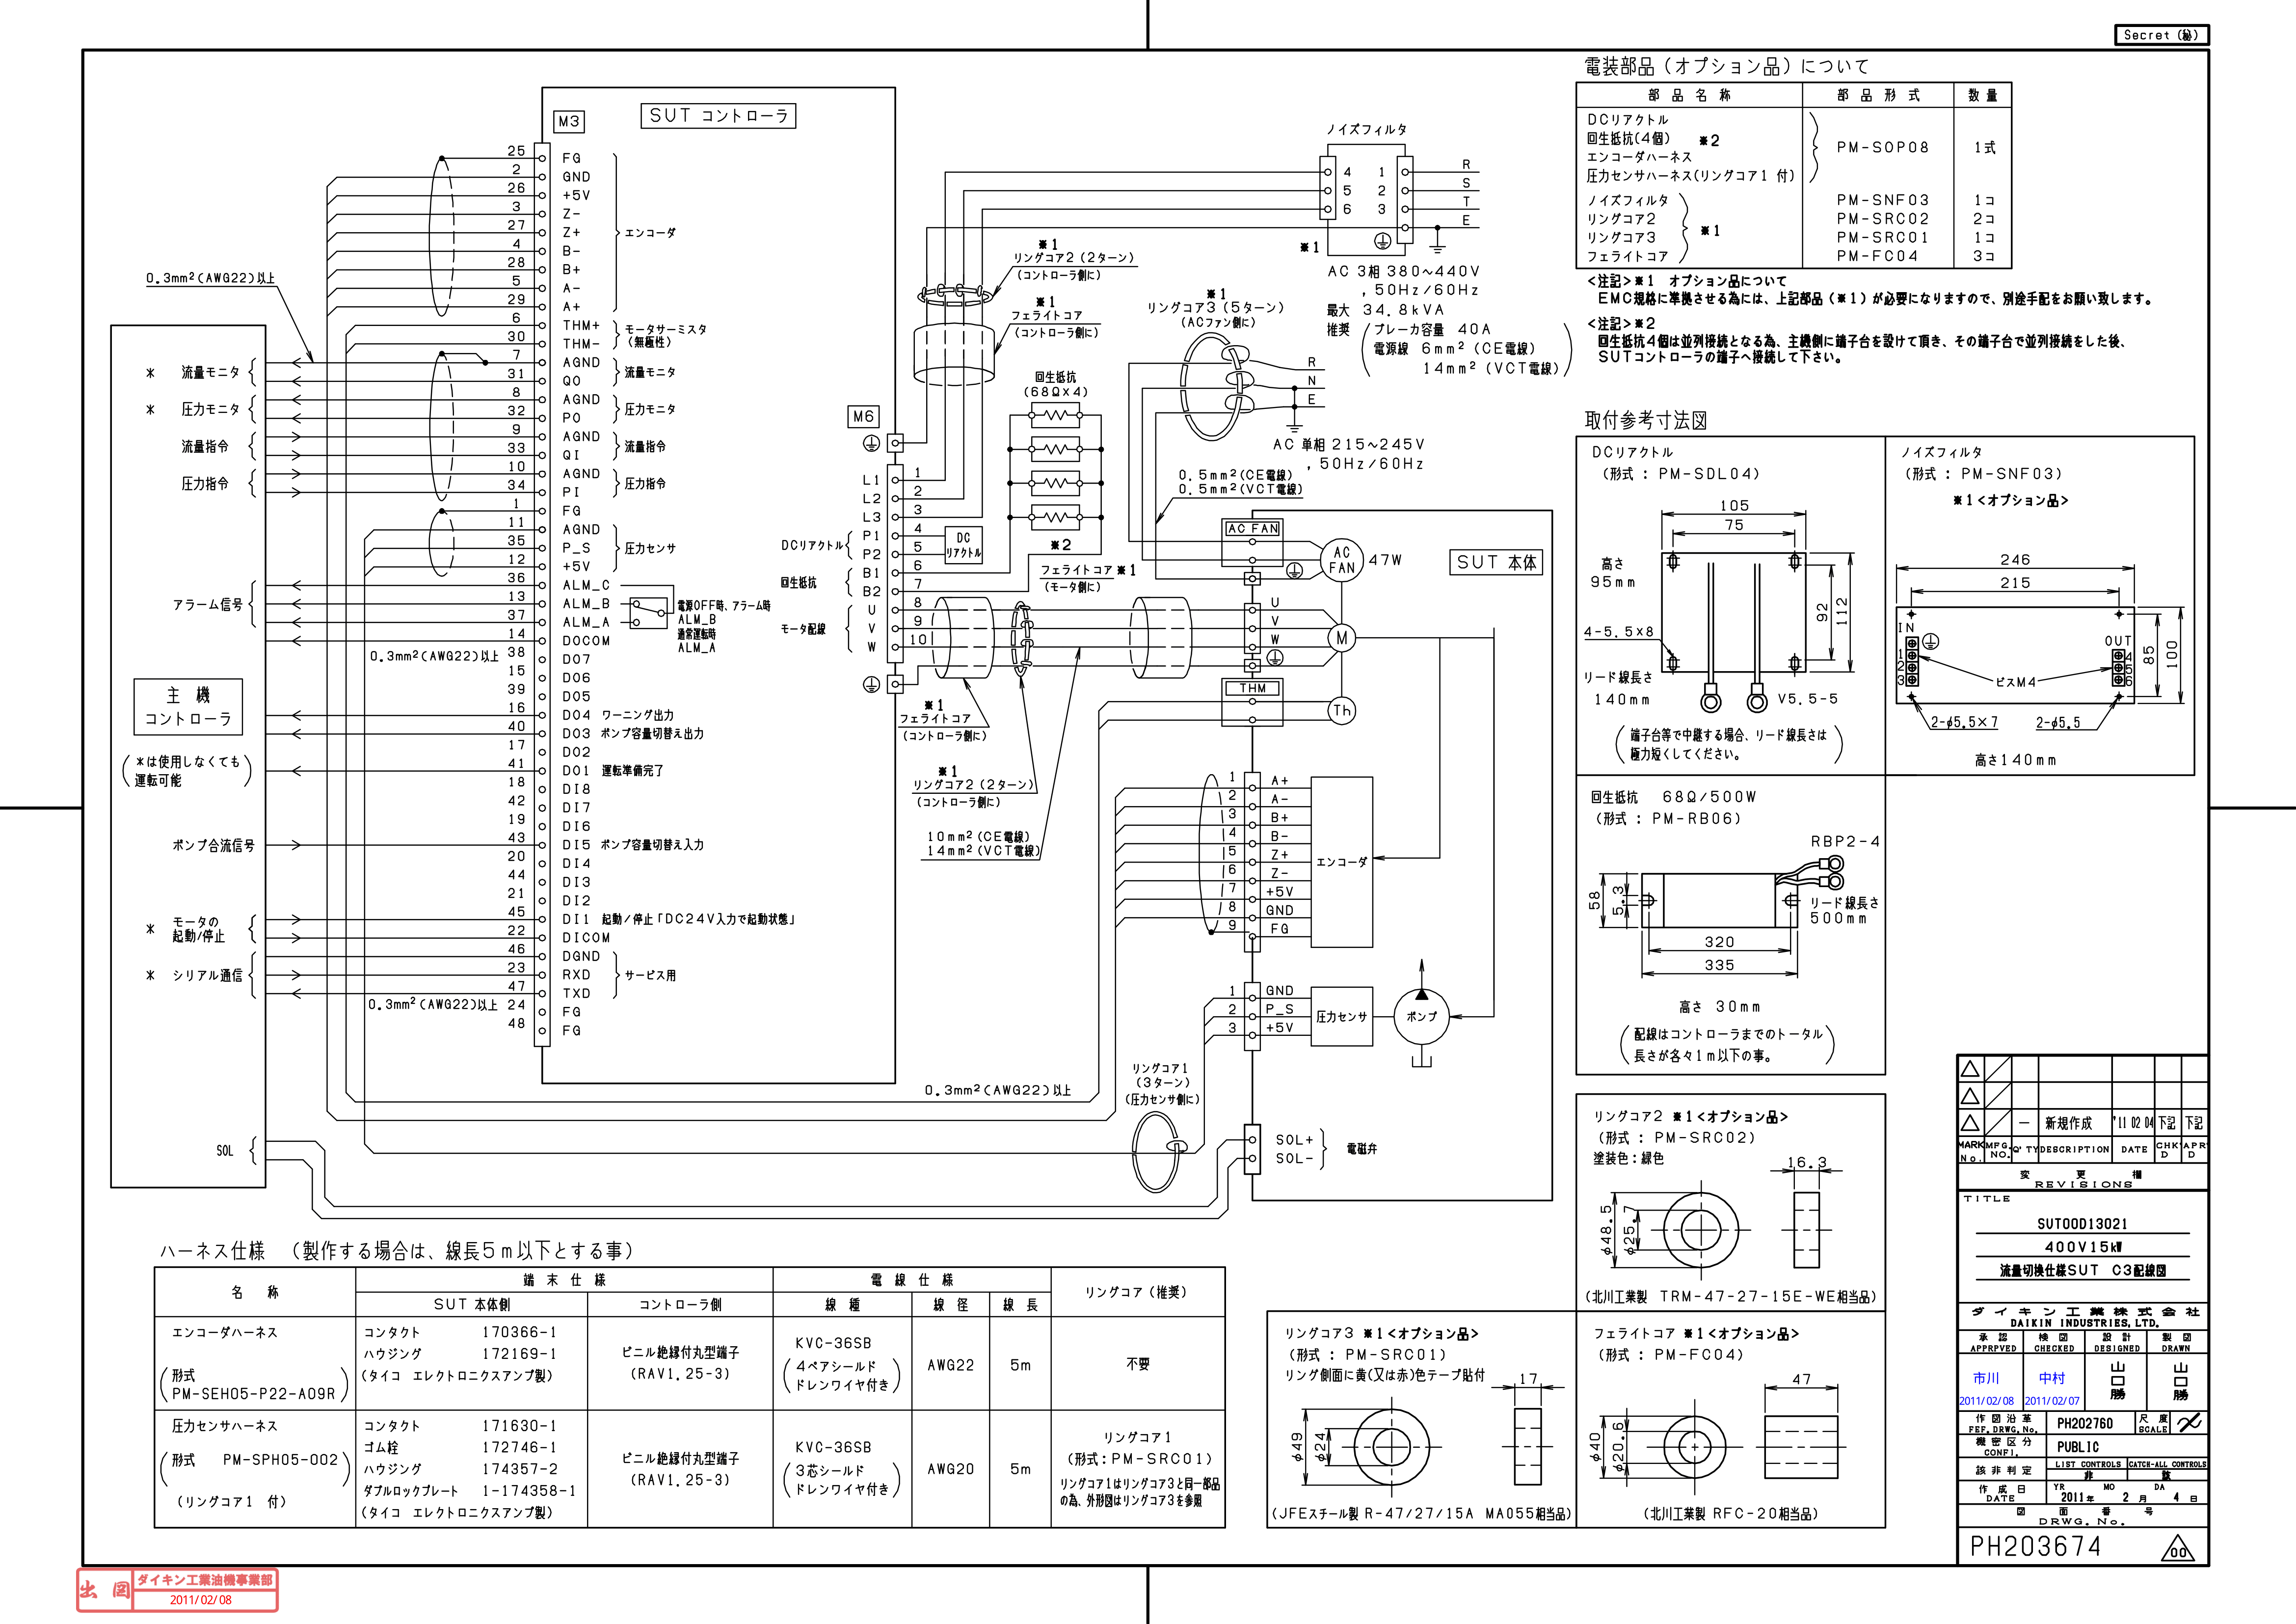 Secret(秘)
SUT コントローラ
M3
25 FG
2 GND
26 +5V
3 Z-
27 Z+
4 B-
28 B+
5 A-
29 A+
エンコーダ
6 THM+
30 THM-
モータサーミスタ
(無極性)
7 AGND
31 QO
流量モニタ
8 AGND
32 PO
圧力モニタ
9 AGND
33 QI
流量指令
10 AGND
34 PI
圧力指令
1 FG
11 AGND
35 P_S
12 +5V
圧力センサ
36 ALM_C
13 ALM_B
37 ALM_A
電源OFF時、アラーム時
ALM_B
通常運転時
ALM_A
14 DOCOM
38 DO7
15 DO6
39 DO5
16 DO4 ワーニング出力
40 DO3 ポンプ容量切替え出力
17 DO2
41 DO1 運転準備完了
18 DI8
42 DI7
19 DI6
43 DI5 ポンプ容量切替え入力
20 DI4
44 DI3
21 DI2
45 DI1 起動/停止「DC24V入力で起動状態」
22 DICOM
46 DGND
23 RXD
47 TXD
サービス用
24 FG
48 FG
0.3mm²(AWG22)以上
* 流量モニタ
* 圧力モニタ
流量指令
圧力指令
アラーム信号
0.3mm²(AWG22)以上
主 機
コントローラ
(*は使用しなくても
運転可能)
ポンプ合流信号
* モータの
起動/停止
* シリアル通信
0.3mm²(AWG22)以上
SOL
M6
L1 1
L2 2
L3 3
P1 4
P2 5
B1 6
B2 7
U 8
V 9
W 10
DCリアクトル
回生抵抗
モータ配線
DC
リアクトル
ノイズフィルタ
4 1 R
5 2 S
6 3 T
E
※1
AC 3相 380~440V
,50Hz/60Hz
最大 34.8kVA
推奨 (ブレーカ容量 40A
電源線 6mm²(CE電線)
14mm²(VCT電線))
※1
リングコア2(2ターン)
(コントローラ側に)
※1
フェライトコア
(コントローラ側に)
※1
リングコア3(5ターン)
(ACファン側に)
R
N
E
AC 単相 215~245V
,50Hz/60Hz
0.5mm²(CE電線)
0.5mm²(VCT電線)
回生抵抗
(68Ω×4)
※2
フェライトコア ※1
(モータ側に)
※1
フェライトコア
(コントローラ側に)
※1
リングコア2(2ターン)
(コントローラ側に)
10mm²(CE電線)
14mm²(VCT電線)
SUT 本体
AC FAN
AC
FAN
47W
U
V
W
M
THM
Th
1 A+
2 A-
3 B+
4 B-
5 Z+
6 Z-
7 +5V
8 GND
9 FG
エンコーダ
1 GND
2 P_S
3 +5V
圧力センサ
ポンプ
0.3mm²(AWG22)以上
リングコア1
(3ターン)
(圧力センサ側に)
SOL+
SOL-
電磁弁
電装部品(オプション品)について
部品名称 部品形式 数量
DCリアクトル
回生抵抗(4個) ※2
エンコーダハーネス
圧力センサハーネス(リングコア1 付)
PM-SOP08 1式
ノイズフィルタ PM-SNF03 1コ
リングコア2 PM-SRC02 2コ
リングコア3 PM-SRC01 1コ
フェライトコア PM-FC04 3コ
※1
<注記>※1 オプション品について
EMC規格に準拠させる為には、上記部品(※1)が必要になりますので、別途手配をお願い致します。
<注記>※2
回生抵抗4個は並列接続となる為、主機側に端子台を設けて頂き、その端子台で並列接続をした後、
SUTコントローラの端子へ接続して下さい。
取付参考寸法図
DCリアクトル
(形式 : PM-SDL04)
105
75
高さ
95mm
92
112
4-5.5×8
リード線長さ
140mm
V5.5-5
(端子台等で中継する場合、リード線長さは
極力短くしてください。)
ノイズフィルタ
(形式 : PM-SNF03)
※1<オプション品>
246
215
IN
1
2
3
OUT
4
5
6
85
100
ビスM4
2-φ5.5×7
2-φ5.5
高さ140mm
回生抵抗 68Ω/500W
(形式 : PM-RB06)
RBP2-4
58
5.3
リード線長さ
500mm
320
335
高さ 30mm
(配線はコントローラまでのトータル
長さが各々1m以下の事。)
リングコア2 ※1<オプション品>
(形式 : PM-SRC02)
塗装色:緑色
16.3
φ48.5
φ25.7
(北川工業製 TRM-47-27-15E-WE相当品)
リングコア3 ※1<オプション品>
(形式 : PM-SRC01)
リング側面に黄(又は赤)色テープ貼付
17
φ49
φ24
(JFEスチール製 R-47/27/15A MA055相当品)
フェライトコア ※1<オプション品>
(形式 : PM-FC04)
47
φ40
φ20.6
(北川工業製 RFC-20相当品)
ハーネス仕様 (製作する場合は、線長5m以下とする事)
名 称 端 末 仕 様 電 線 仕 様 リングコア(推奨)
SUT 本体側 コントローラ側 線 種 線 径 線 長
エンコーダハーネス
(形式
PM-SEH05-P22-A09R)
コンタクト 170366-1
ハウジング 172169-1
(タイコ エレクトロニクスアンプ製)
ビニル絶縁付丸型端子
(RAV1.25-3)
KVC-36SB
(4ペアシールド
ドレンワイヤ付き)
AWG22 5m 不要
圧力センサハーネス
(形式 PM-SPH05-002)
(リングコア1 付)
コンタクト 171630-1
ゴム栓 172746-1
ハウジング 174357-2
ダブルロックプレート 1-174358-1
(タイコ エレクトロニクスアンプ製)
ビニル絶縁付丸型端子
(RAV1.25-3)
KVC-36SB
(3芯シールド
ドレンワイヤ付き)
AWG20 5m
リングコア1
(形式:PM-SRC01)
リングコア1はリングコア3と同一部品
の為、外形図はリングコア3を参照
— 新規作成 '11 02 04 下記 下記
MARK No. MFG. NO. Q'TY DESCRIPTION DATE CHK'D APR'D
変 更 欄
REVISIONS
TITLE
SUT00D13021
400V15kW
流量切換仕様SUT C3配線図
ダイキン工業株式会社
DAIKIN INDUSTRIES,LTD.
承認 検図 設計 製図
APPRPVED CHECKED DESIGNED DRAWN
市川 中村 山口勝 山口勝
2011/02/08 2011/02/07
作図沿革
FEF.DRWG.No. PH202760 尺度 SCALE
機密区分
CONFI. PUBLIC
該非判定 LIST CONTROLS CATCH-ALL CONTROLS
非 該
作成日
DATE
YR MO DA
2011年 2月 4日
図 面 番 号
DRWG.No.
PH203674 00
出図 ダイキン工業油機事業部
2011/02/08